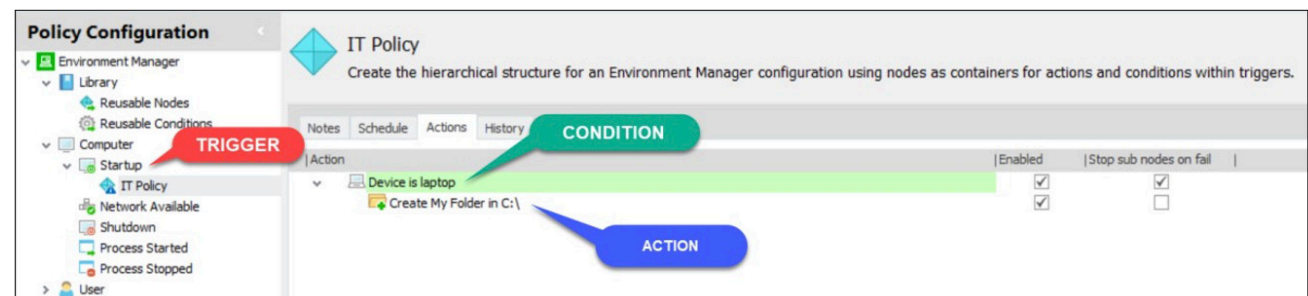 Policy Configuration
Environment Manager
Library
Reusable Nodes
Reusable Conditions
Computer
TRIGGER
Startup
IT Policy
Network Available
Shutdown
Process Started
Process Stopped
User
IT Policy
Create the hierarchical structure for an Environment Manager configuration using nodes as containers for actions and conditions within triggers.
Notes Schedule Actions History
CONDITION
Action Enabled Stop sub nodes on fail
Device is laptop
Create My Folder in C:\
ACTION